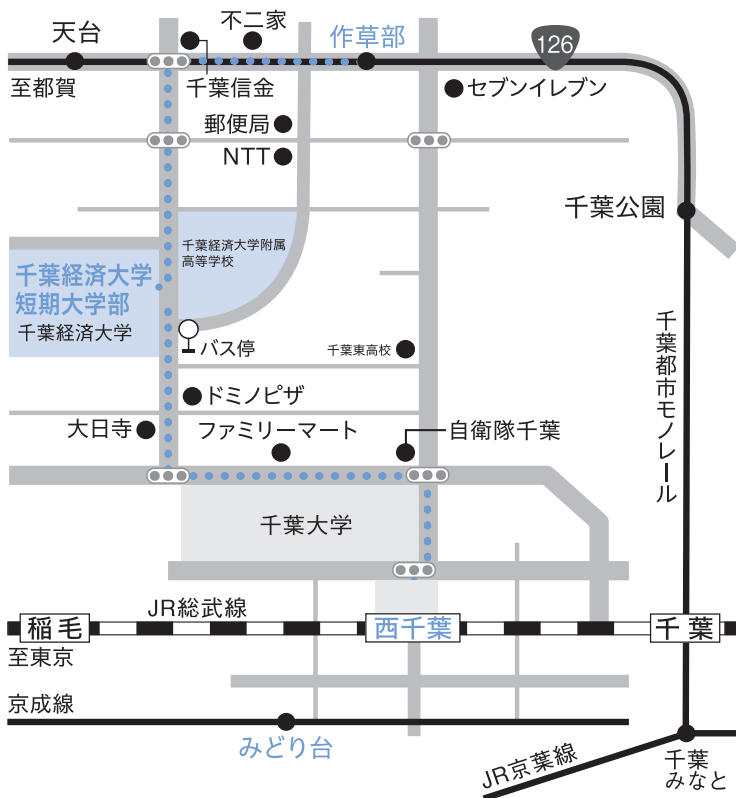 不二家
天台
作草部
126
至都賀
千葉信金
セブンイレブン
郵便局
NTT
千葉公園
千葉経済大学附属
高等学校
千葉経済大学
短期大学部
千葉経済大学
バス停
千葉東高校
千葉都市モノレール
ドミノピザ
大日寺
ファミリーマート
自衛隊千葉
千葉大学
JR総武線
稲毛
西千葉
千葉
至東京
京成線
みどり台
JR京葉線
千葉
みなと